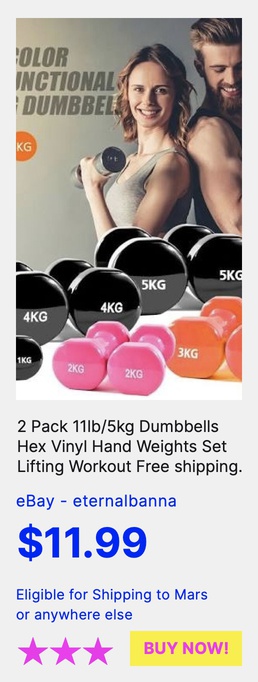 COLOR
UNCTIONAL
DUMBBEL
KG
5KG
5KG
4KG
4KG
3KG
1KG
2KG
2KG
2 Pack 11lb/5kg Dumbbells
Hex Vinyl Hand Weights Set
Lifting Workout Free shipping.
eBay - eternalbanna
$11.99
Eligible for Shipping to Mars
or anywhere else
BUY NOW!